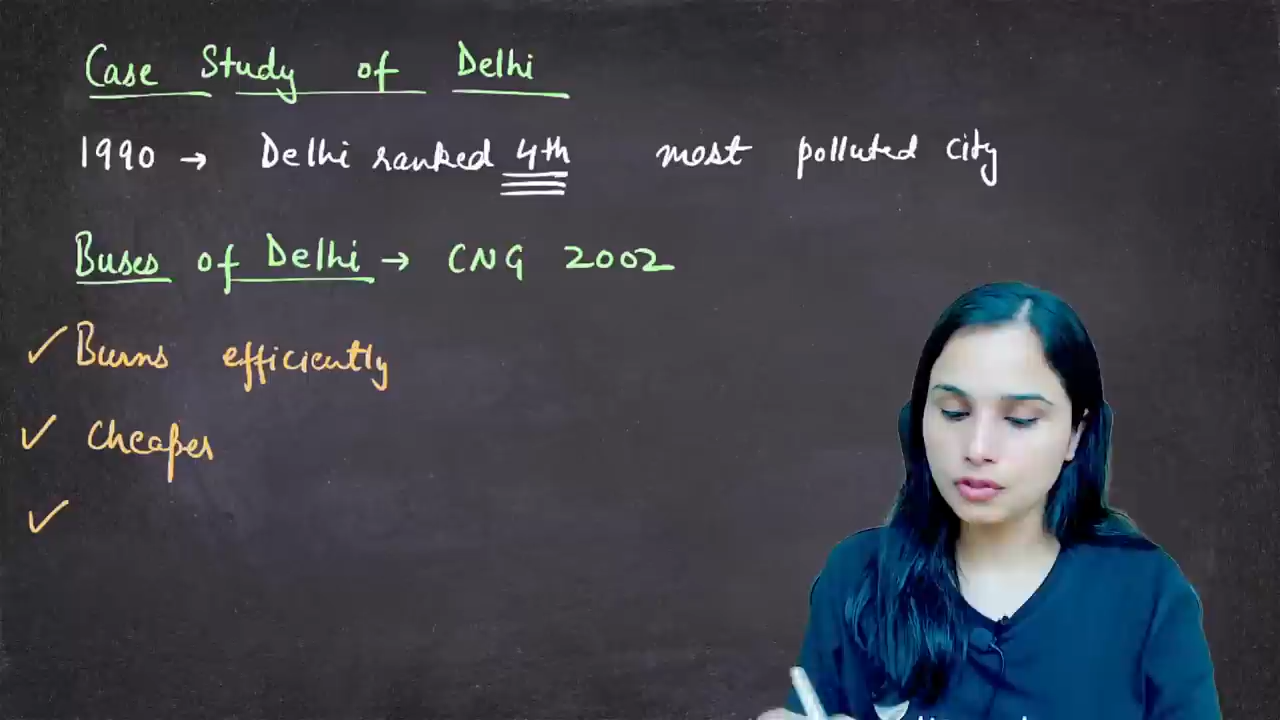 Case Study of Delhi
1990 → Delhi ranked 4th most polluted city
Buses of Delhi → CNG 2002
✓ Burns efficiently
✓ Cheaper
✓